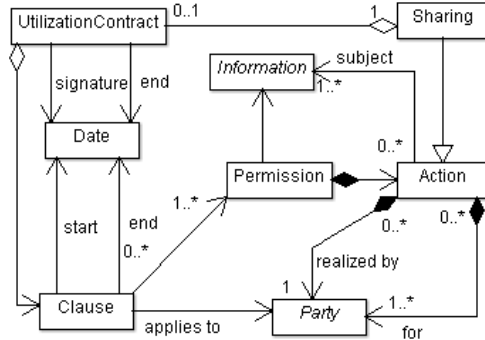 UtilizationContract
0..1
1
Sharing
signature
end
Information
subject
1..*
Date
0..*
Permission
Action
1..*
start
end
0..*
0..*
0..*
realized by
1
1..*
Clause
Party
applies to
for